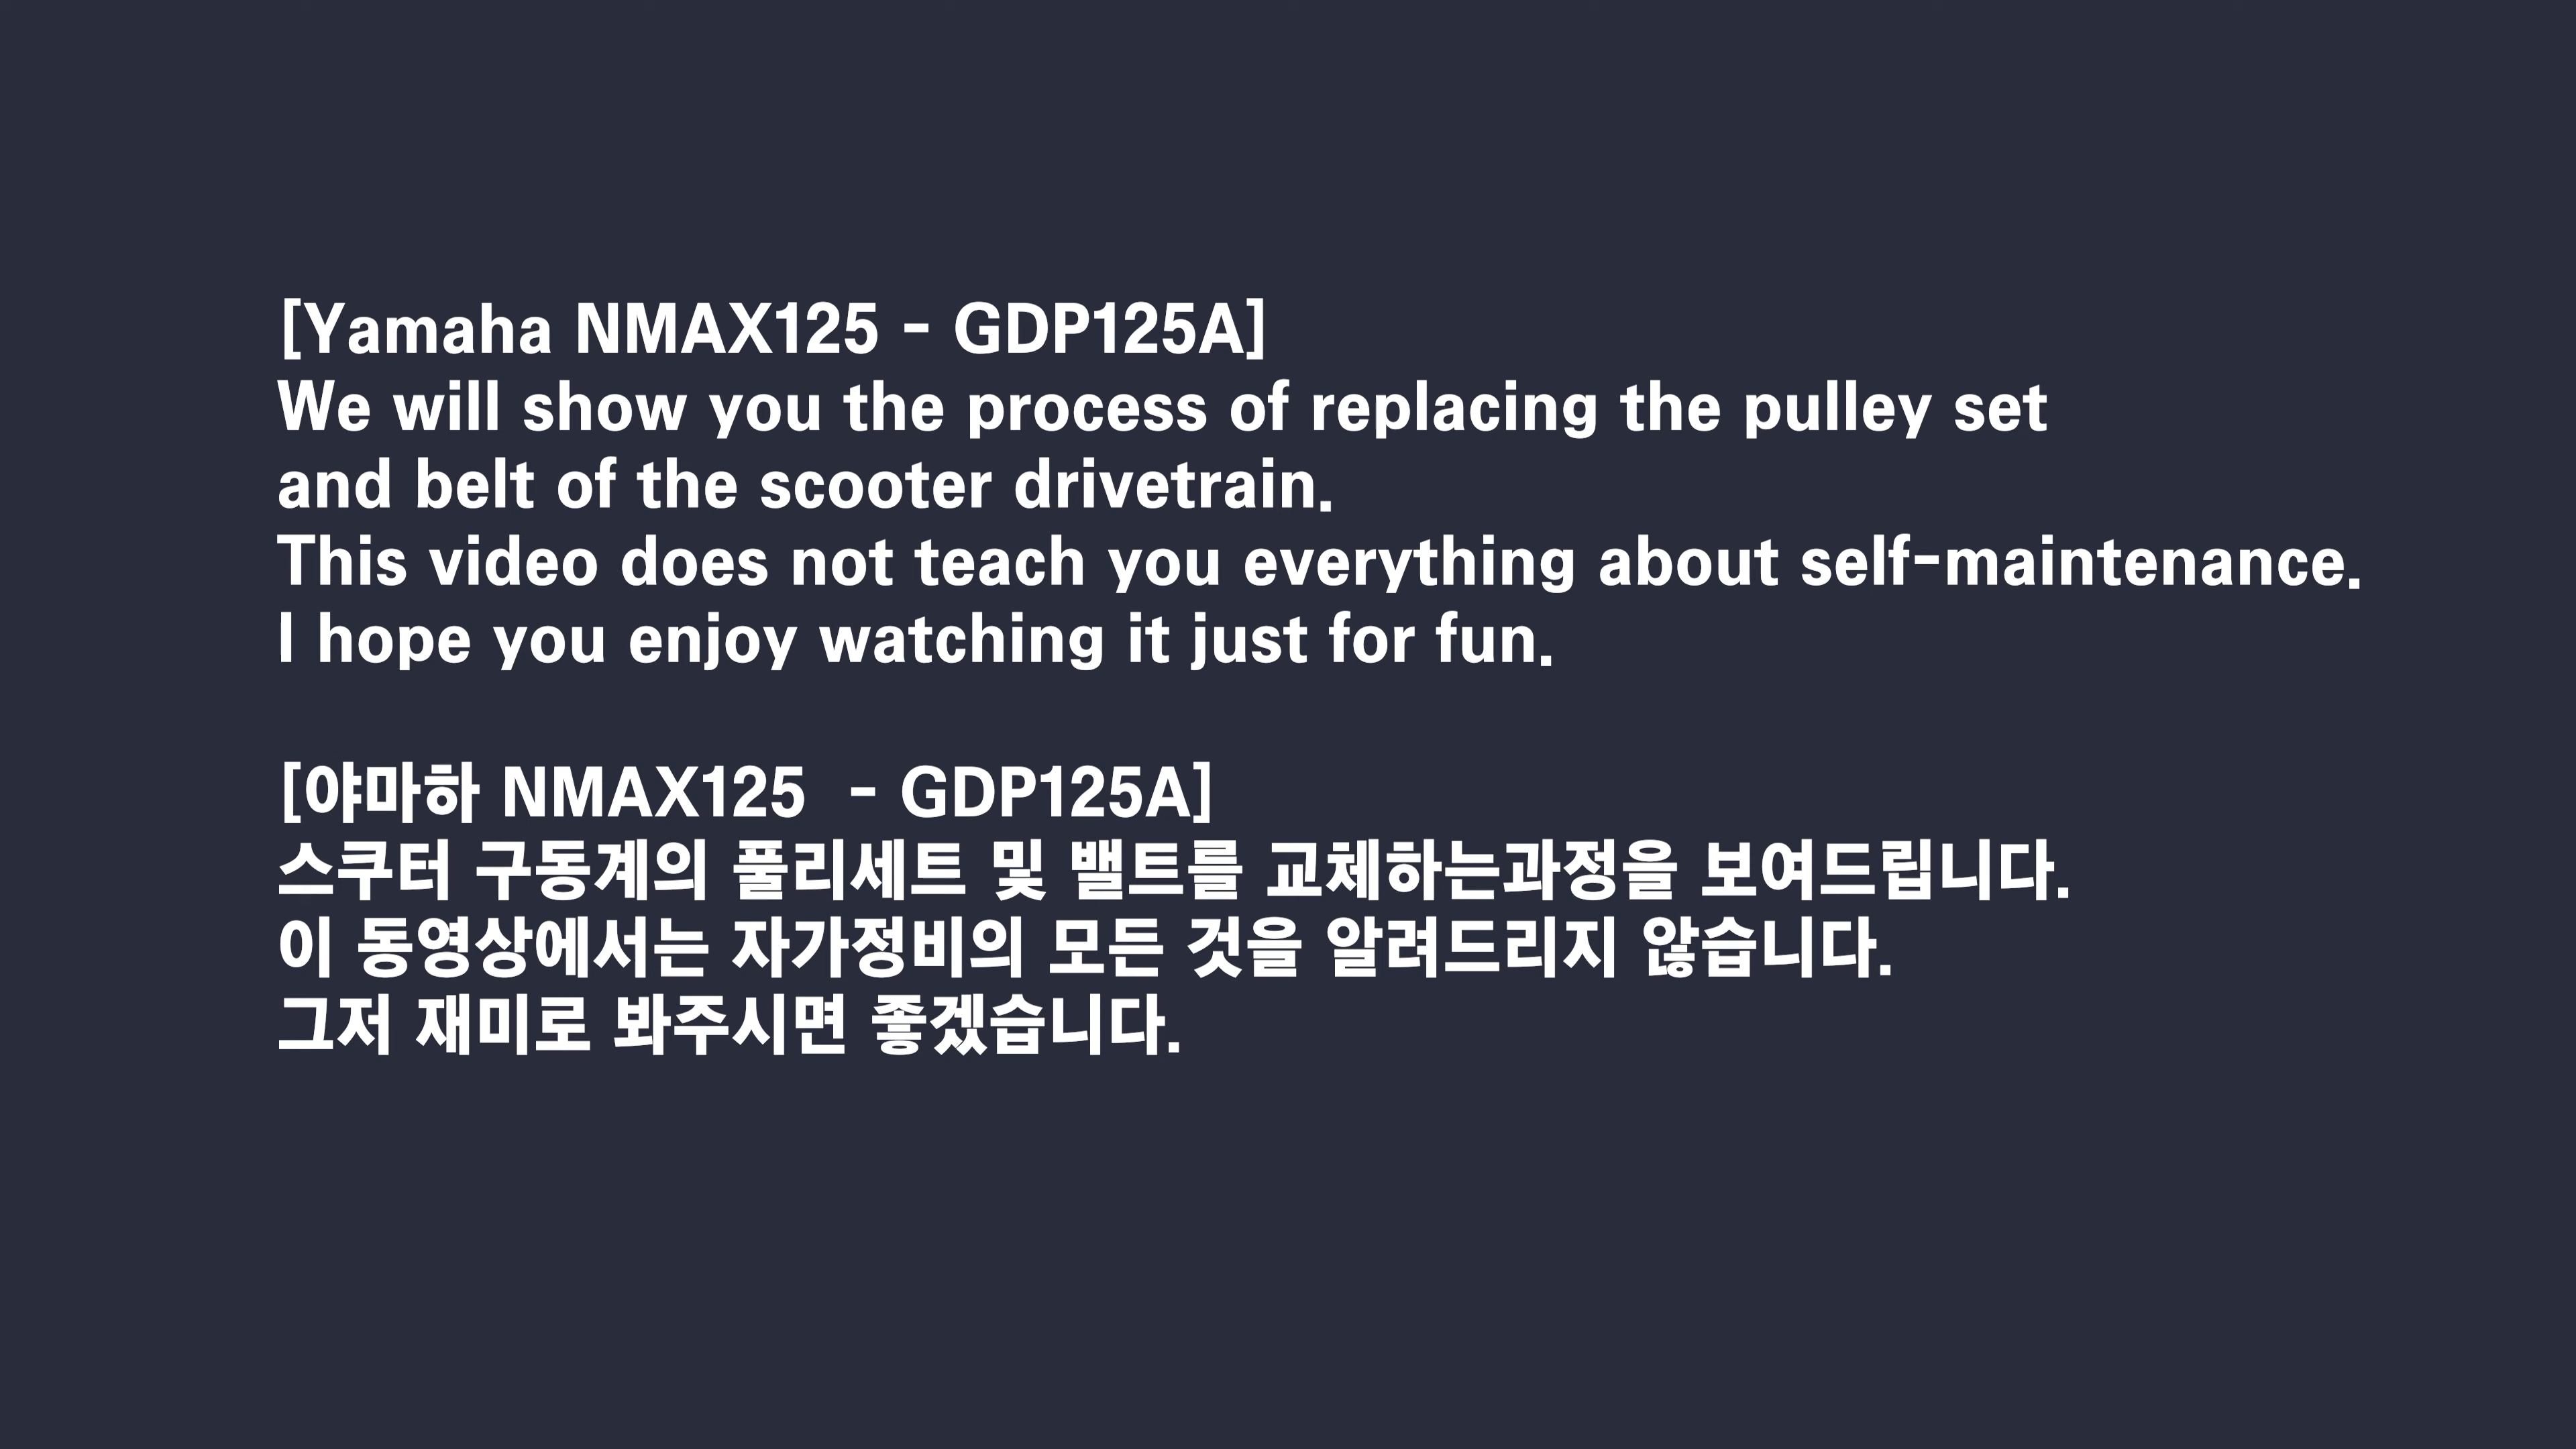 [Yamaha NMAX125 - GDP125A]
We will show you the process of replacing the pulley set
and belt of the scooter drivetrain.
This video does not teach you everything about self-maintenance.
I hope you enjoy watching it just for fun.
[야마하 NMAX125  - GDP125A]
스쿠터 구동계의 풀리세트 및 밸트를 교체하는과정을 보여드립니다.
이 동영상에서는 자가정비의 모든 것을 알려드리지 않습니다.
그저 재미로 봐주시면 좋겠습니다.